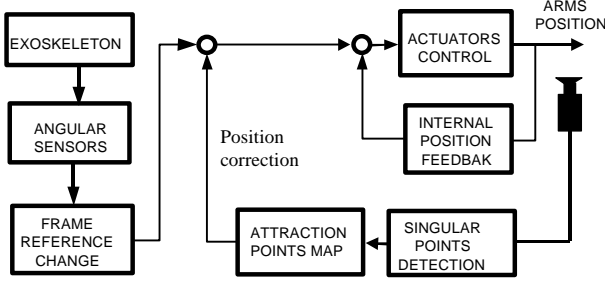 EXOSKELETON
ANGULAR
SENSORS
FRAME
REFERENCE
CHANGE
Position
correction
ATTRACTION
POINTS MAP
SINGULAR
POINTS
DETECTION
ACTUATORS
CONTROL
INTERNAL
POSITION
FEEDBAK
ARMS
POSITION